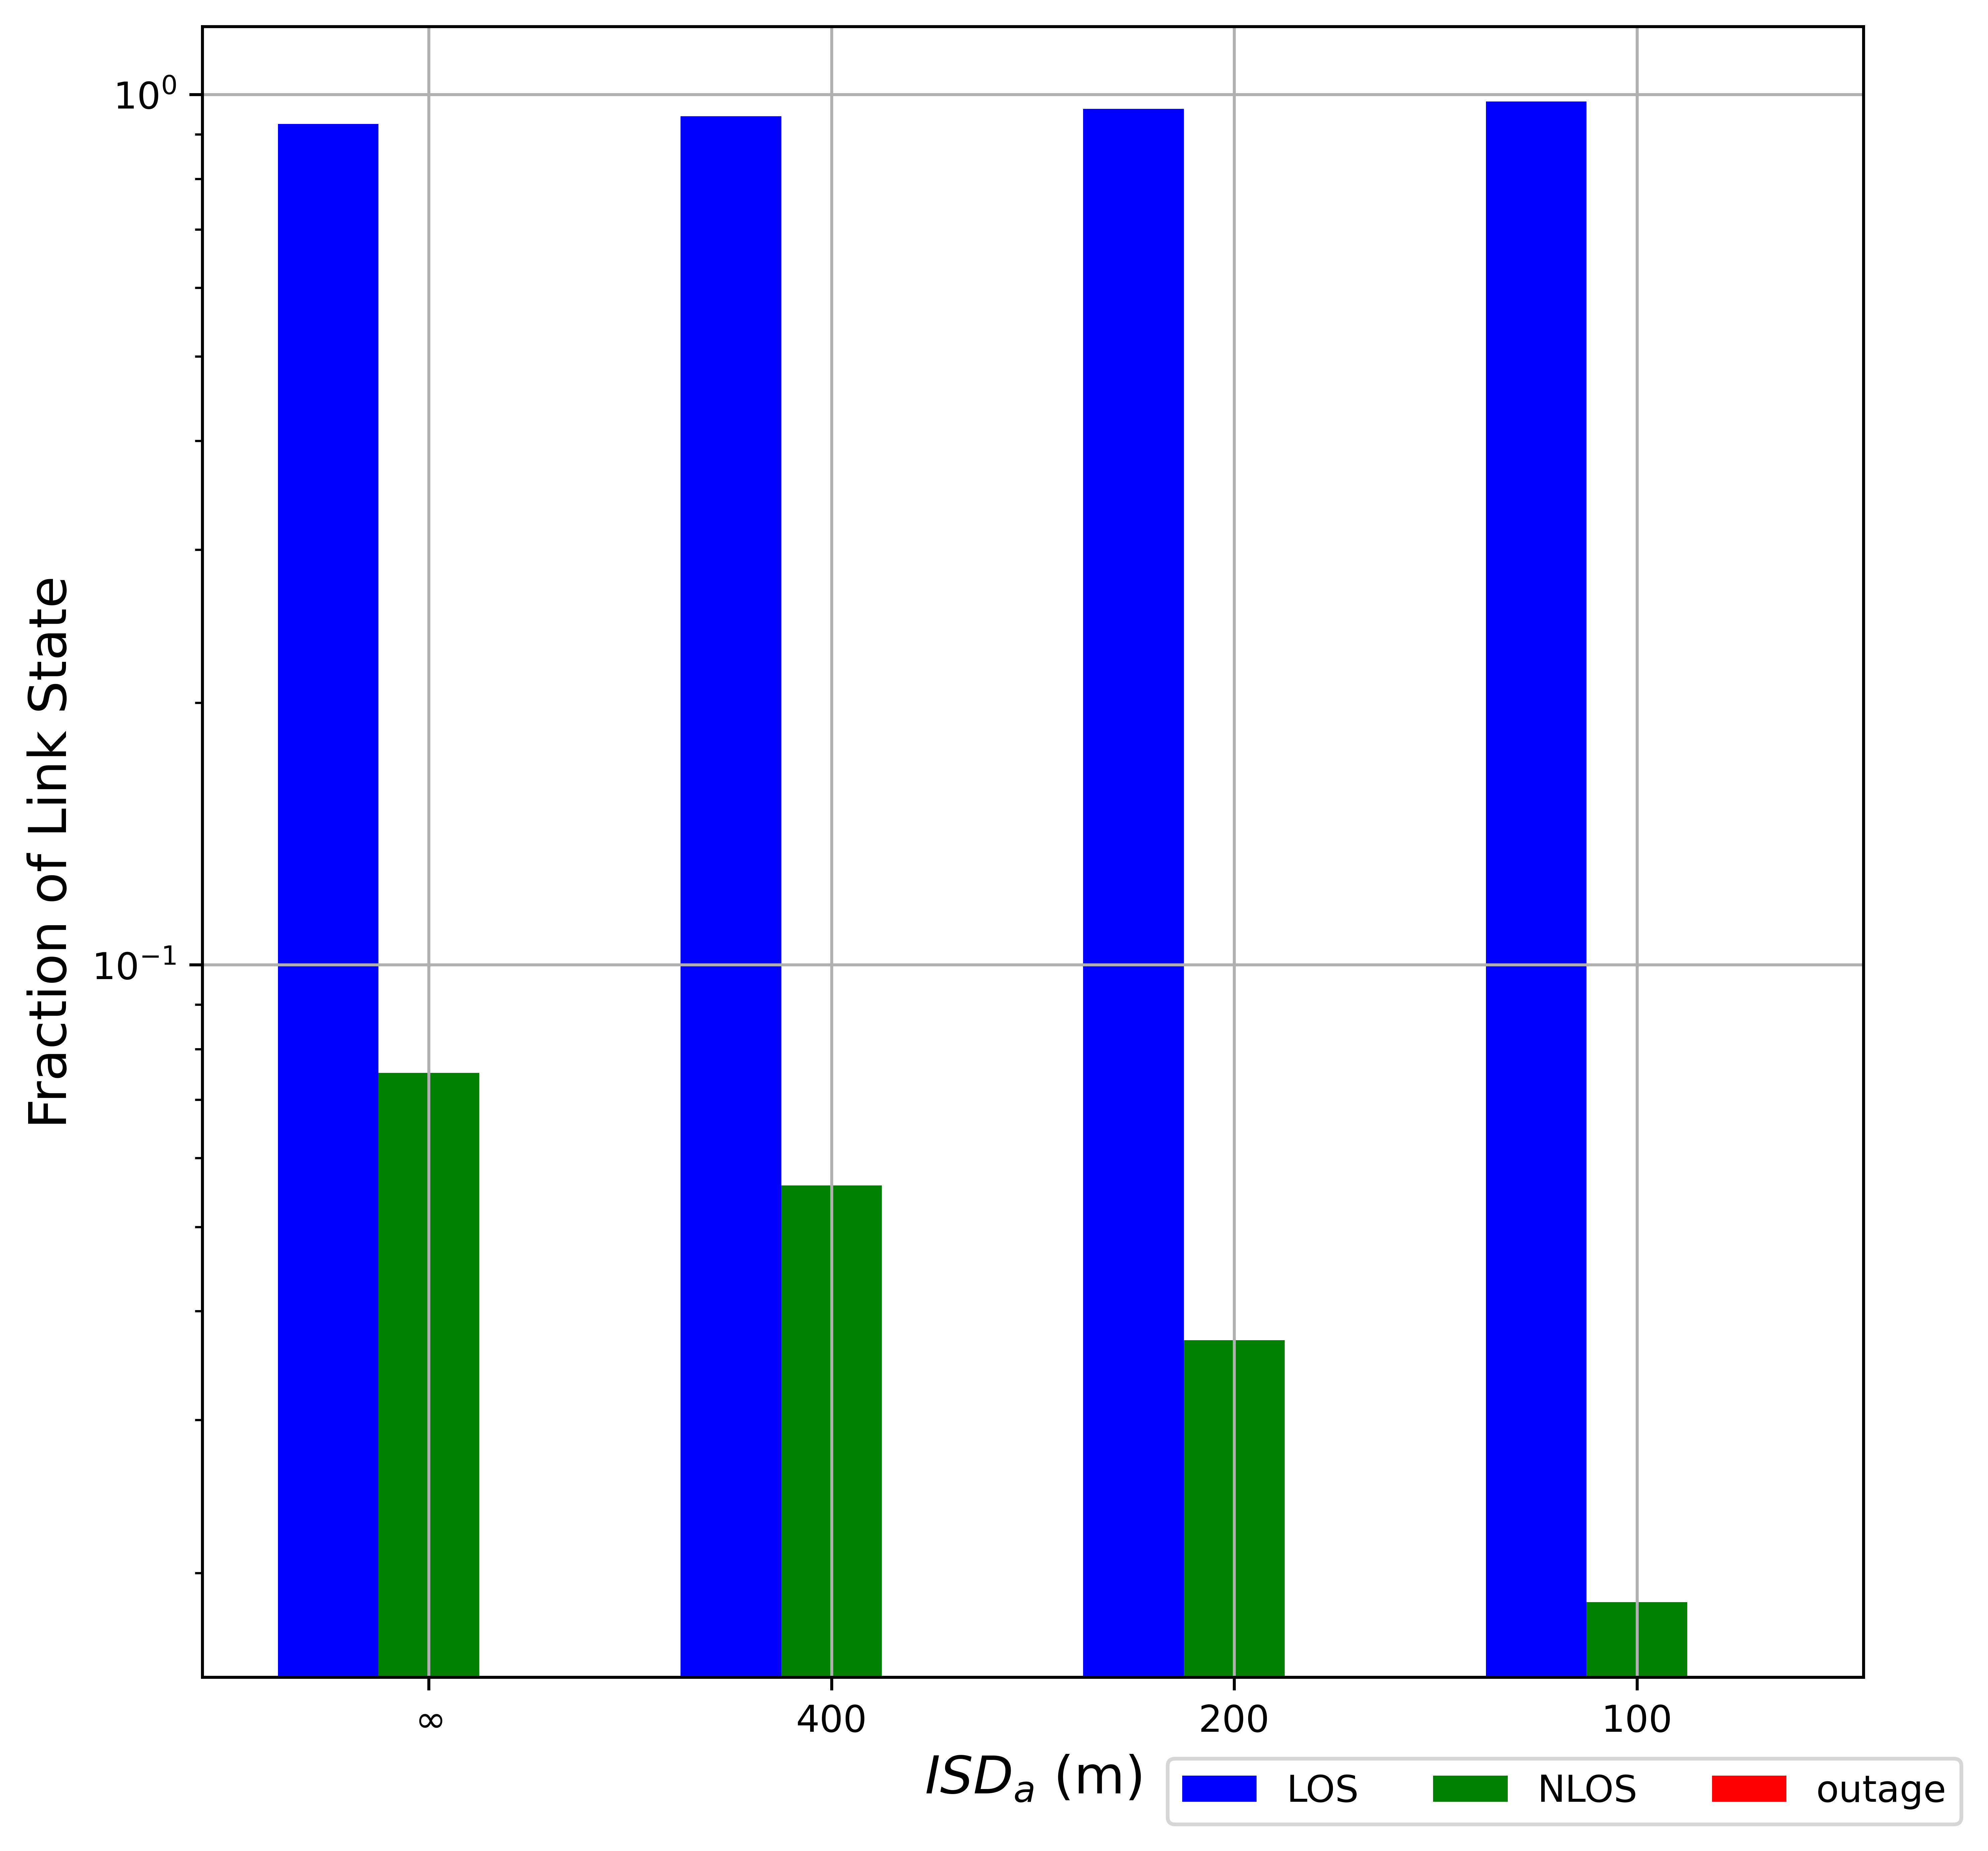 Fraction of Link State
10⁰
10⁻¹
∞ 400 200 100
ISDₐ (m)
LOS NLOS outage